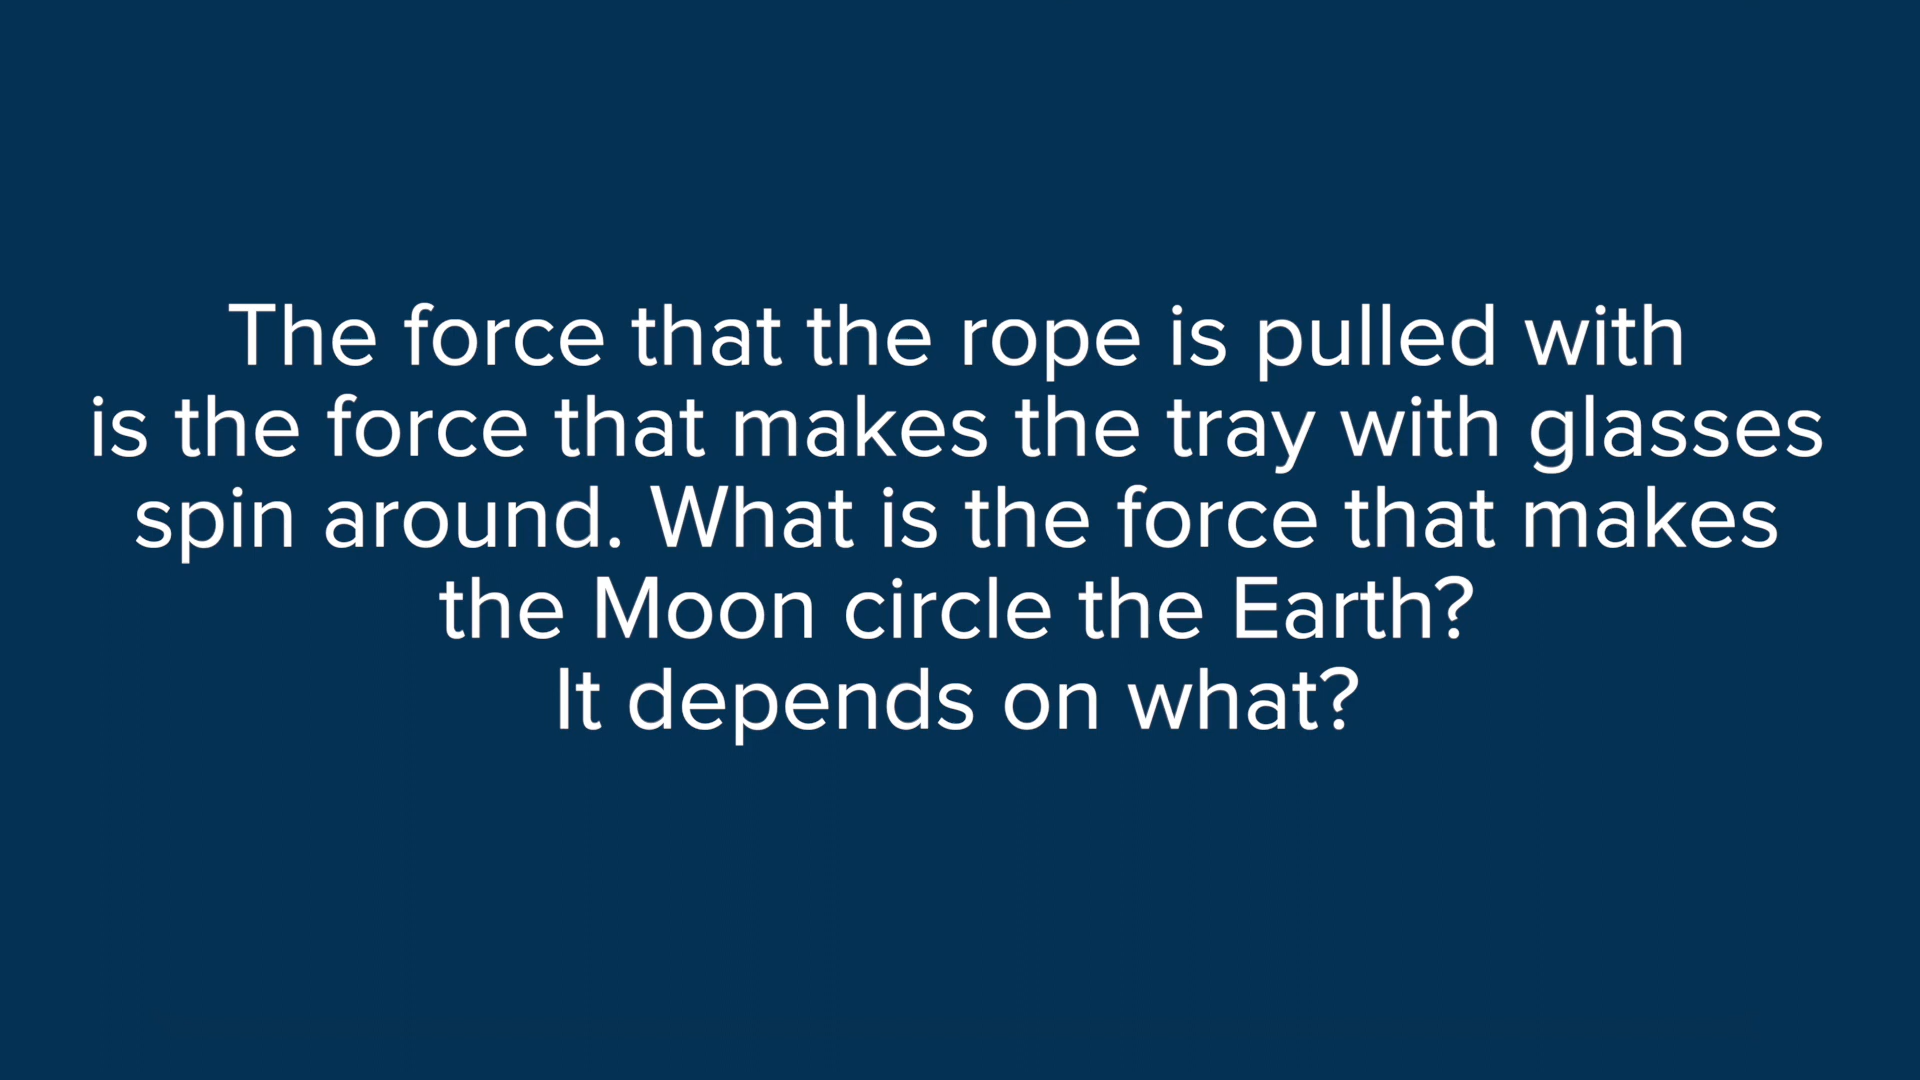 The force that the rope is pulled with
is the force that makes the tray with glasses
spin around. What is the force that makes
the Moon circle the Earth?
It depends on what?